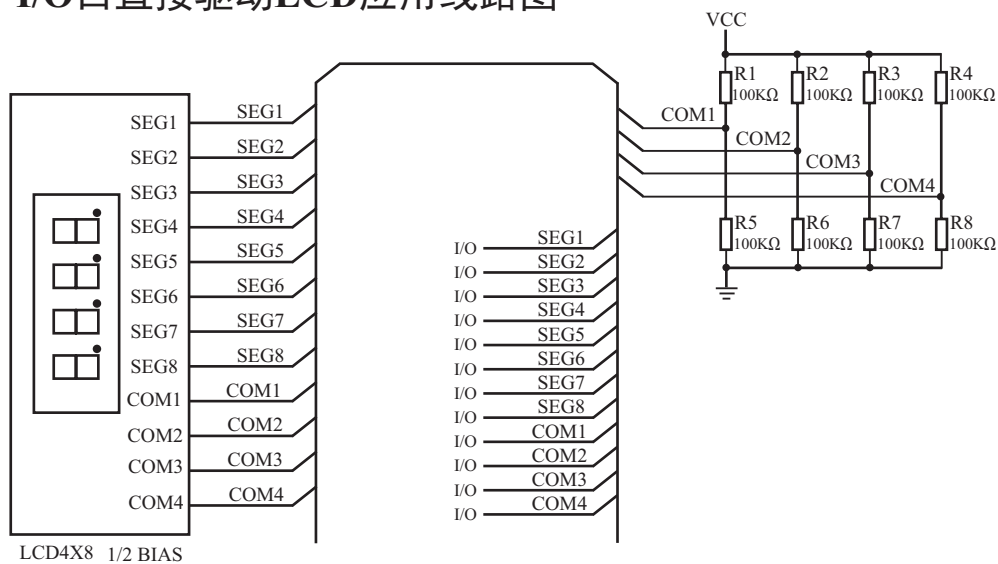 I/O口直接驱动LCD应用线路图
VCC
R1
100KΩ
R2
100KΩ
R3
100KΩ
R4
100KΩ
COM1
COM2
COM3
COM4
R5
100KΩ
R6
100KΩ
R7
100KΩ
R8
100KΩ
SEG1 SEG1
SEG2 SEG2
SEG3 SEG3
SEG4 SEG4
SEG5 SEG5
SEG6 SEG6
SEG7 SEG7
SEG8 SEG8
COM1 COM1
COM2 COM2
COM3 COM3
COM4 COM4
I/O SEG1
I/O SEG2
I/O SEG3
I/O SEG4
I/O SEG5
I/O SEG6
I/O SEG7
I/O SEG8
I/O COM1
I/O COM2
I/O COM3
I/O COM4
LCD4X8 1/2 BIAS